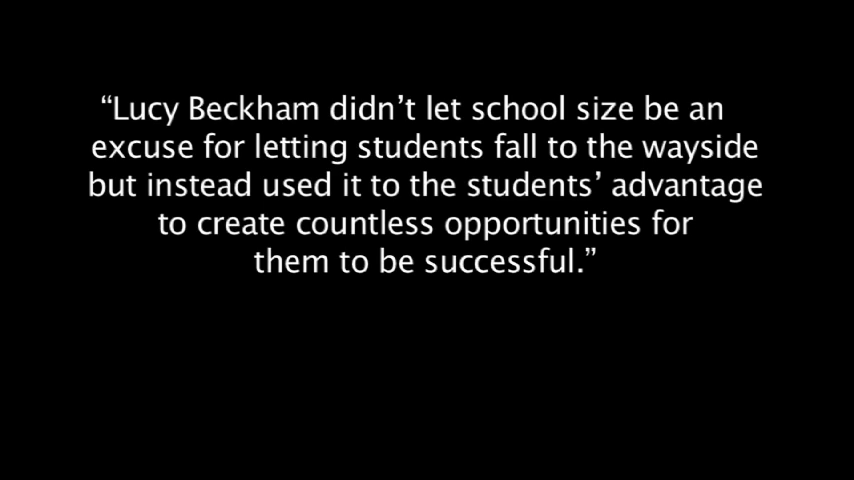 “Lucy Beckham didn’t let school size be an
excuse for letting students fall to the wayside
but instead used it to the students’ advantage
to create countless opportunities for
them to be successful.”